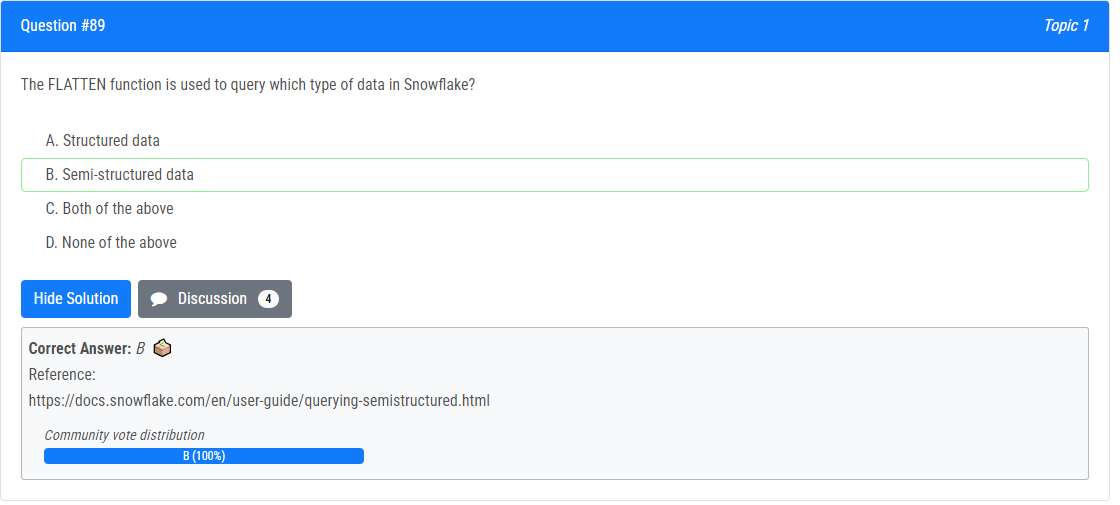 Question #89
Topic 1
The FLATTEN function is used to query which type of data in Snowflake?
A. Structured data
B. Semi-structured data
C. Both of the above
D. None of the above
Hide Solution
Discussion 4
Correct Answer: B
Reference:
https://docs.snowflake.com/en/user-guide/querying-semistructured.html
Community vote distribution
B (100%)